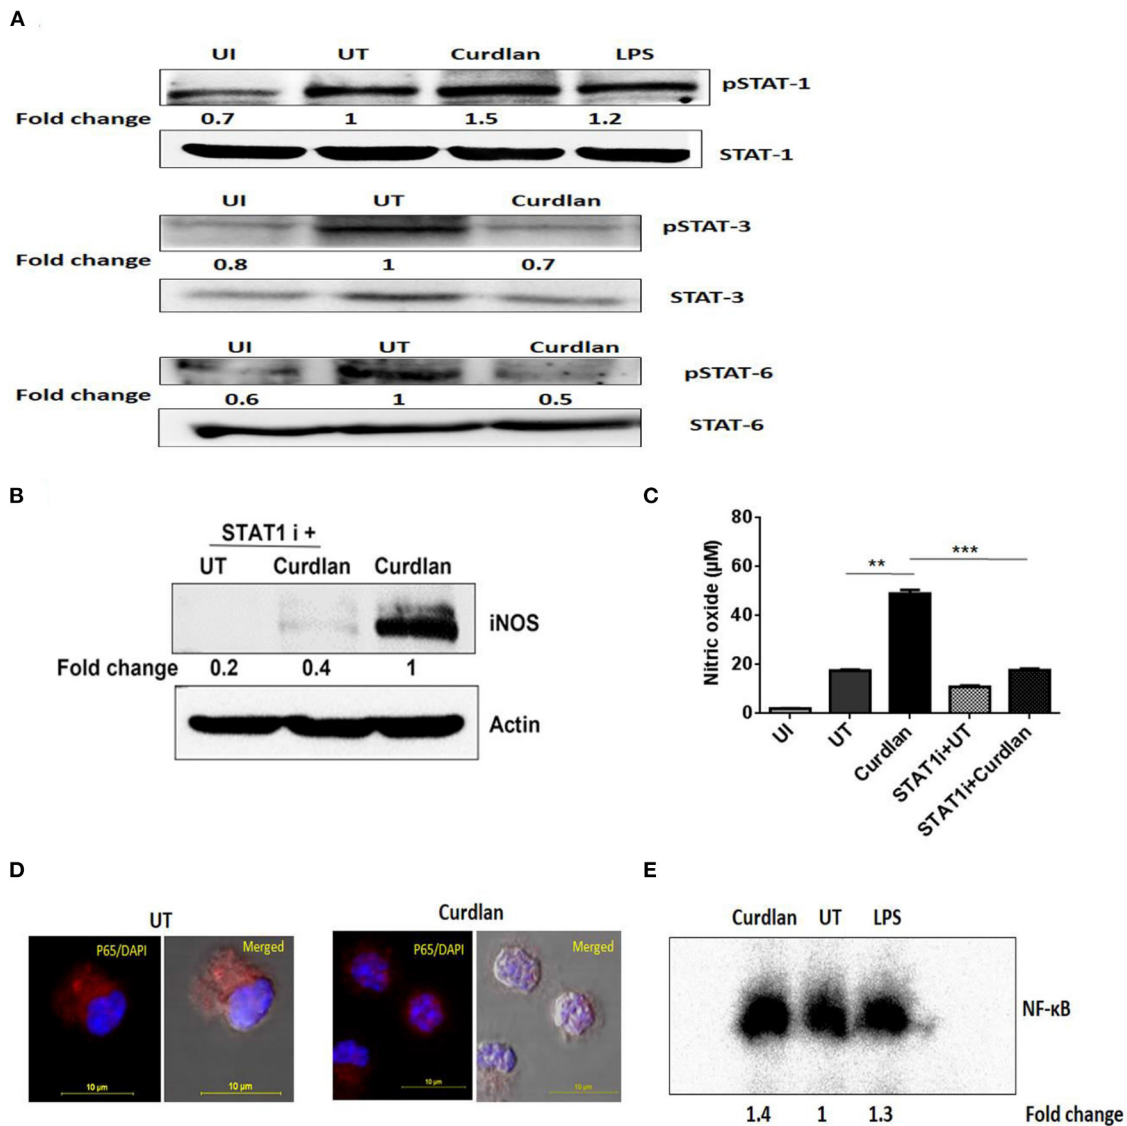 A
UI UT Curdlan LPS
pSTAT-1
Fold change 0.7 1 1.5 1.2
STAT-1
UI UT Curdlan
pSTAT-3
Fold change 0.8 1 0.7
STAT-3
UI UT Curdlan
pSTAT-6
Fold change 0.6 1 0.5
STAT-6
B
STAT1 i +
UT Curdlan Curdlan
iNOS
Fold change 0.2 0.4 1
Actin
C
Nitric oxide (µM)
80
60
40
20
0
** ***
UI UT Curdlan STAT1i+UT STAT1i+Curdlan
D
UT
P65/DAPI Merged
10 µm 10 µm
Curdlan
P65/DAPI Merged
10 µm 10 µm
E
Curdlan UT LPS
NF-κB
1.4 1 1.3 Fold change